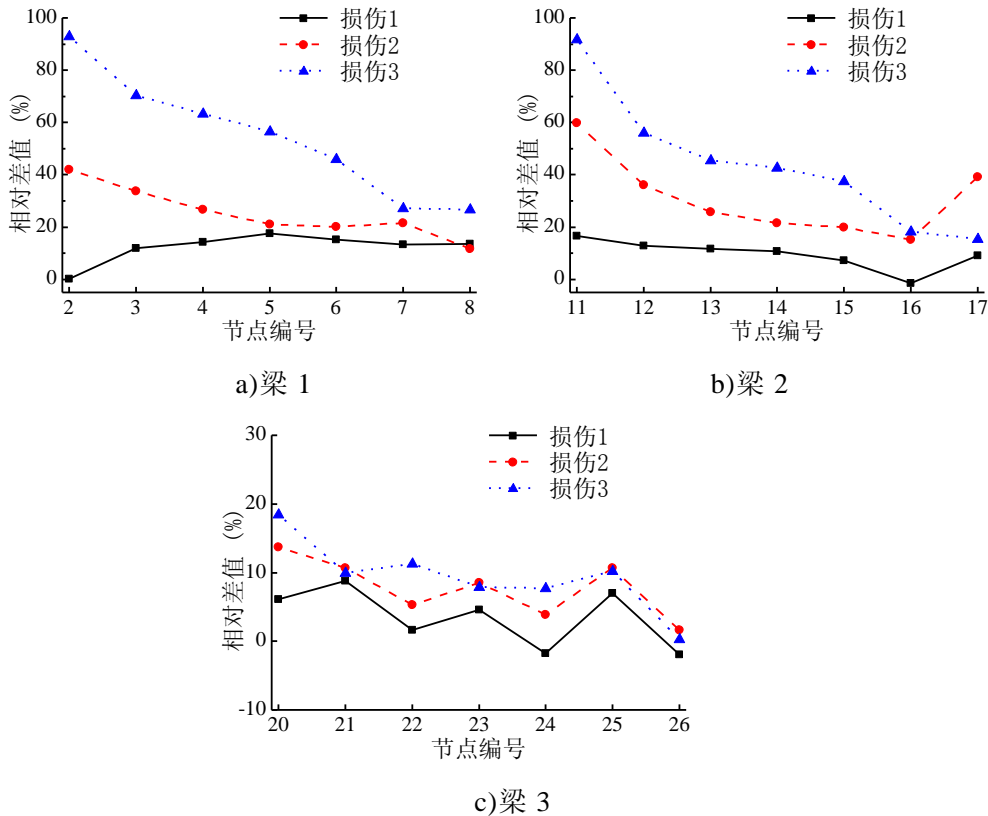 相对差值 (%)
100
80
60
40
20
0
损伤1
损伤2
损伤3
2 3 4 5 6 7 8
节点编号
a)梁 1
相对差值 (%)
100
80
60
40
20
0
损伤1
损伤2
损伤3
11 12 13 14 15 16 17
节点编号
b)梁 2
相对差值 (%)
30
20
10
0
-10
损伤1
损伤2
损伤3
20 21 22 23 24 25 26
节点编号
c)梁 3